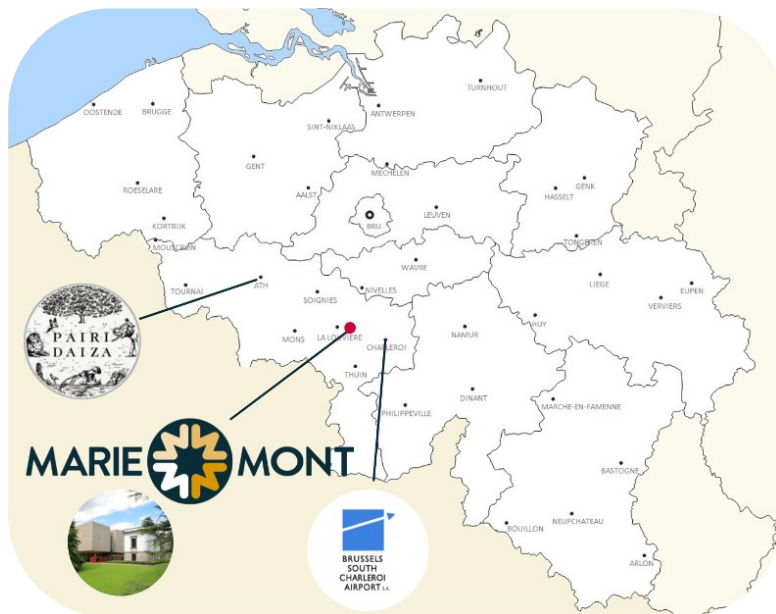 TURNHOUT
OOSTENDE
BRUGGE
ANTWERPEN
SINT-NIKLAAS
GENT
MECHELEN
ROESELARE
AALST
HASSELT
GENK
KORTRIJK
BRU
LEUVEN
MOUSCRON
TONGEREN
WAVRE
TOURNAI
ATH
SOIGNIES
NIVELLES
LIEGE
EUPEN
VERVIERS
PAIRI
DAIZA
MONS
LA LOUVIERE
CHARLEROI
NAMUR
HUY
THUIN
DINANT
PHILIPPEVILLE
MARCHE-EN-FAMENNE
MARIE MONT
BASTOGNE
BOUILLON
NEUFCHATEAU
ARLON
BRUSSELS
SOUTH
CHARLEROI
AIRPORT S.A.